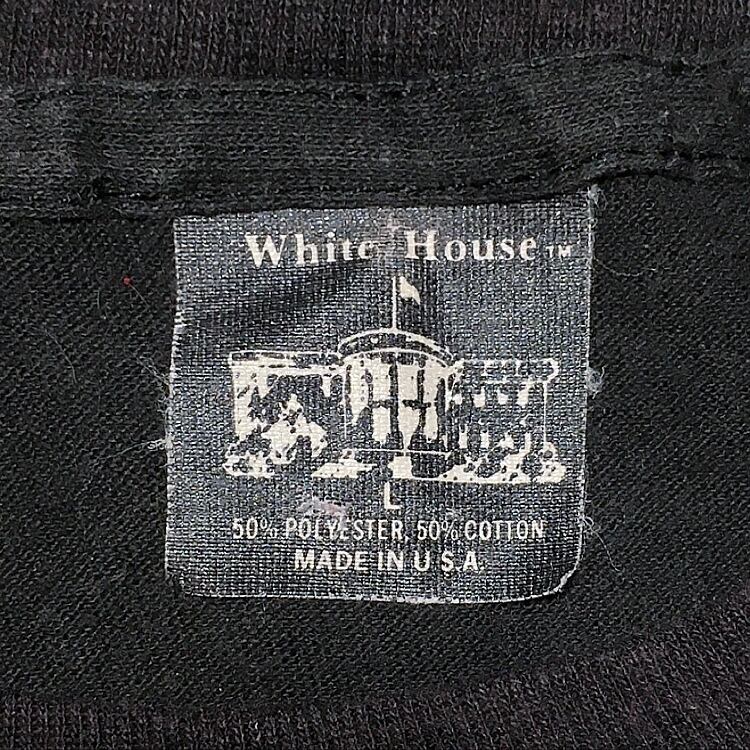 White House™
L
50% POLYESTER, 50% COTTON
MADE IN U.S.A.